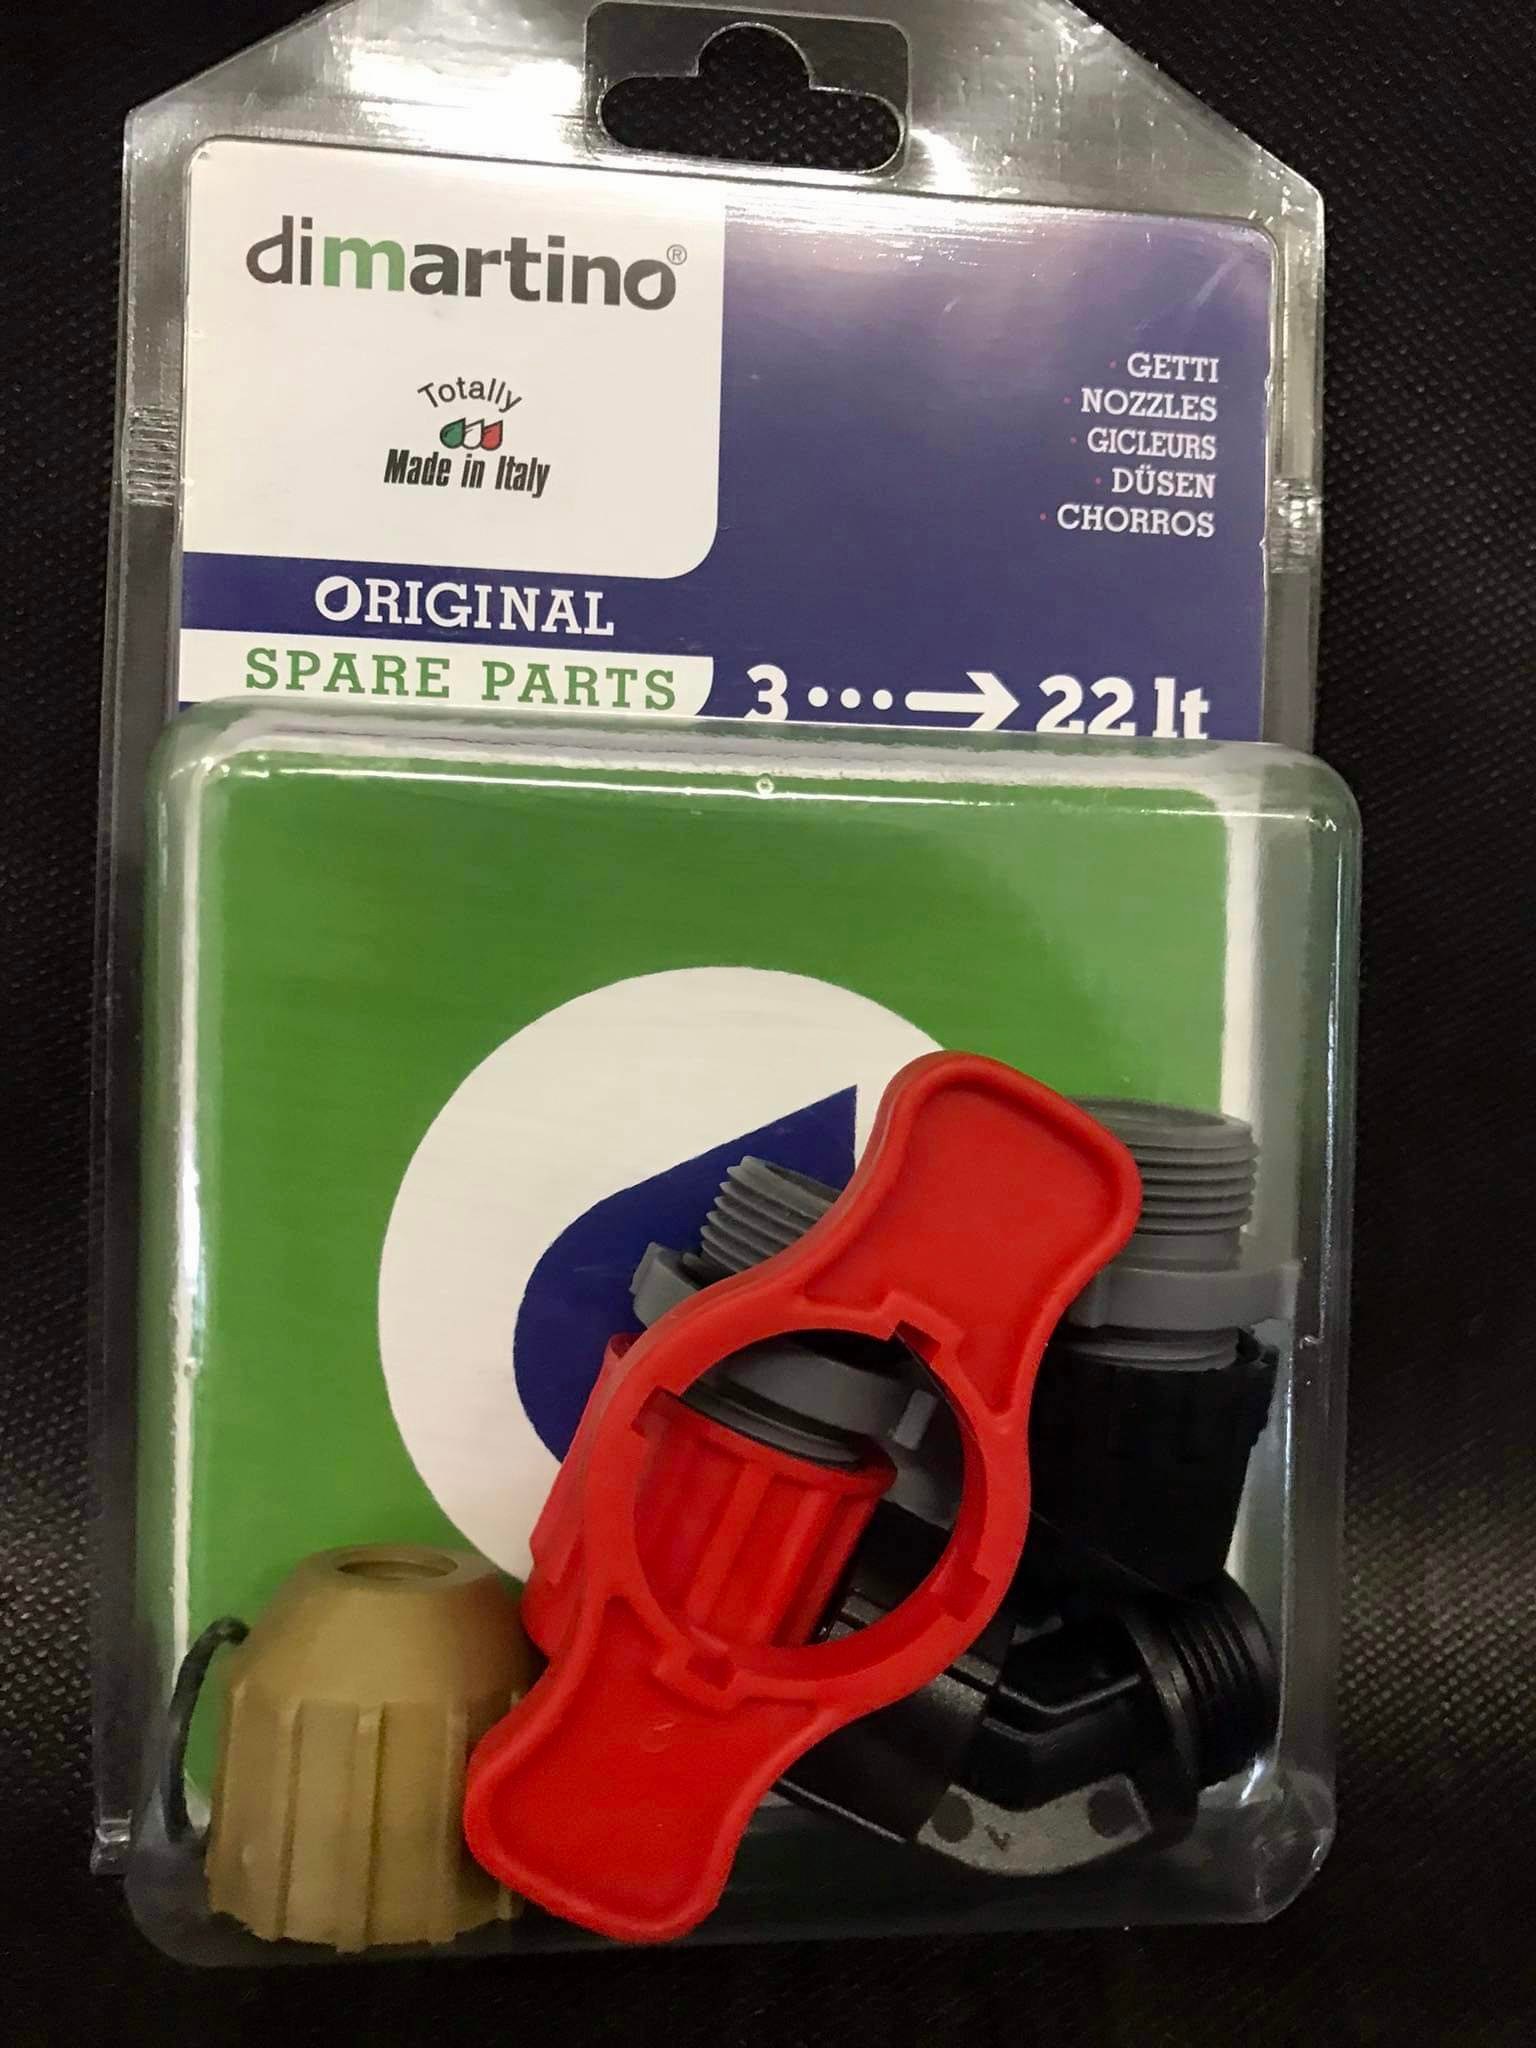 dimartino®
Totally
Made in Italy
· GETTI
· NOZZLES
· GICLEURS
· DÜSEN
· CHORROS
ORIGINAL
SPARE PARTS
3 ••• → 22 lt